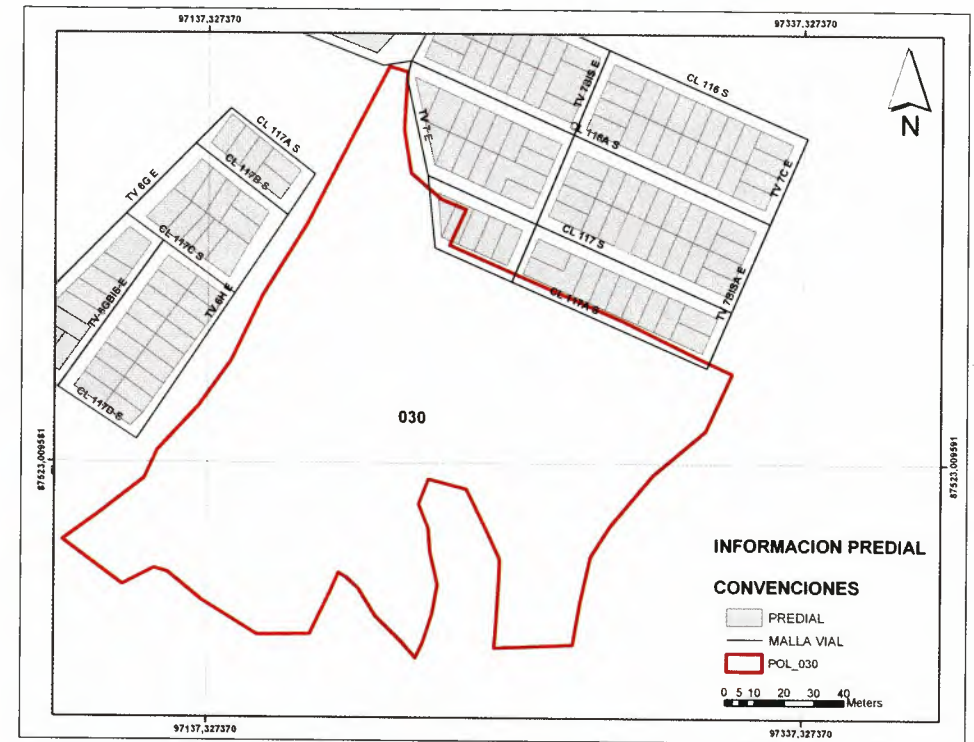 97137,327370
97337,327370
CL 116 S
TV 7BIS E
N
CL 117A S
TV 7 E
CL 116A S
CL 117B S
TV 7C E
TV 6G E
CL 117C S
CL 117 S
TV 6GBIS-E
TV 6H E
CL 117A S
TV 7BISA E
CL 117D-S
030
87523,009581
87523,009591
INFORMACION PREDIAL
CONVENCIONES
PREDIAL
MALLA VIAL
POL_030
0 5 10 20 30 40
Meters
97137,327370
97337,327370